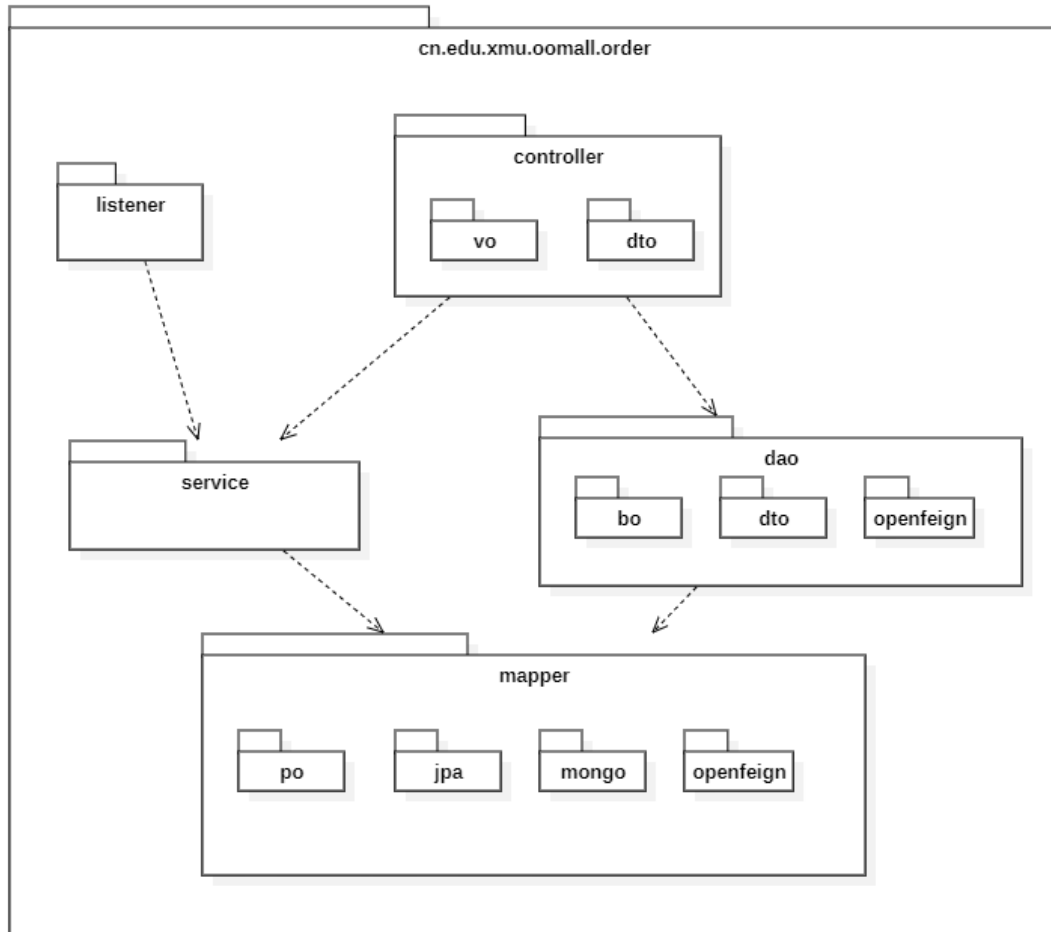 cn.edu.xmu.oomall.order
controller
listener
vo
dto
service
dao
bo
dto
openfeign
mapper
po
jpa
mongo
openfeign